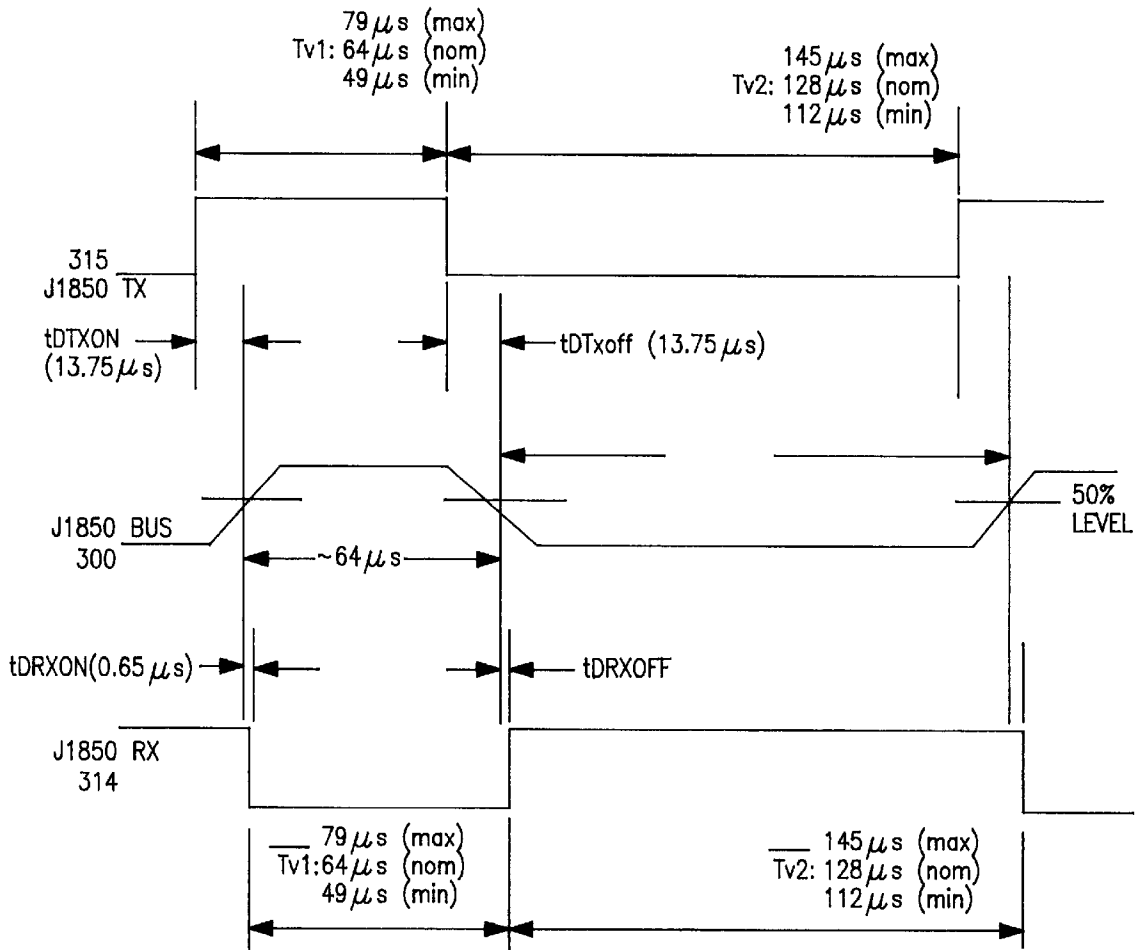 79μs (max)
Tv1: 64μs (nom)
49μs (min)
145μs (max)
Tv2: 128μs (nom)
112μs (min)
315
J1850 TX
tDTXON
(13.75μs)
tDTxoff (13.75μs)
J1850 BUS
300
50%
LEVEL
~64μs
tDRXON(0.65μs)
tDRXOFF
J1850 RX
314
79μs (max)
Tv1:64μs (nom)
49μs (min)
145μs (max)
Tv2: 128μs (nom)
112μs (min)